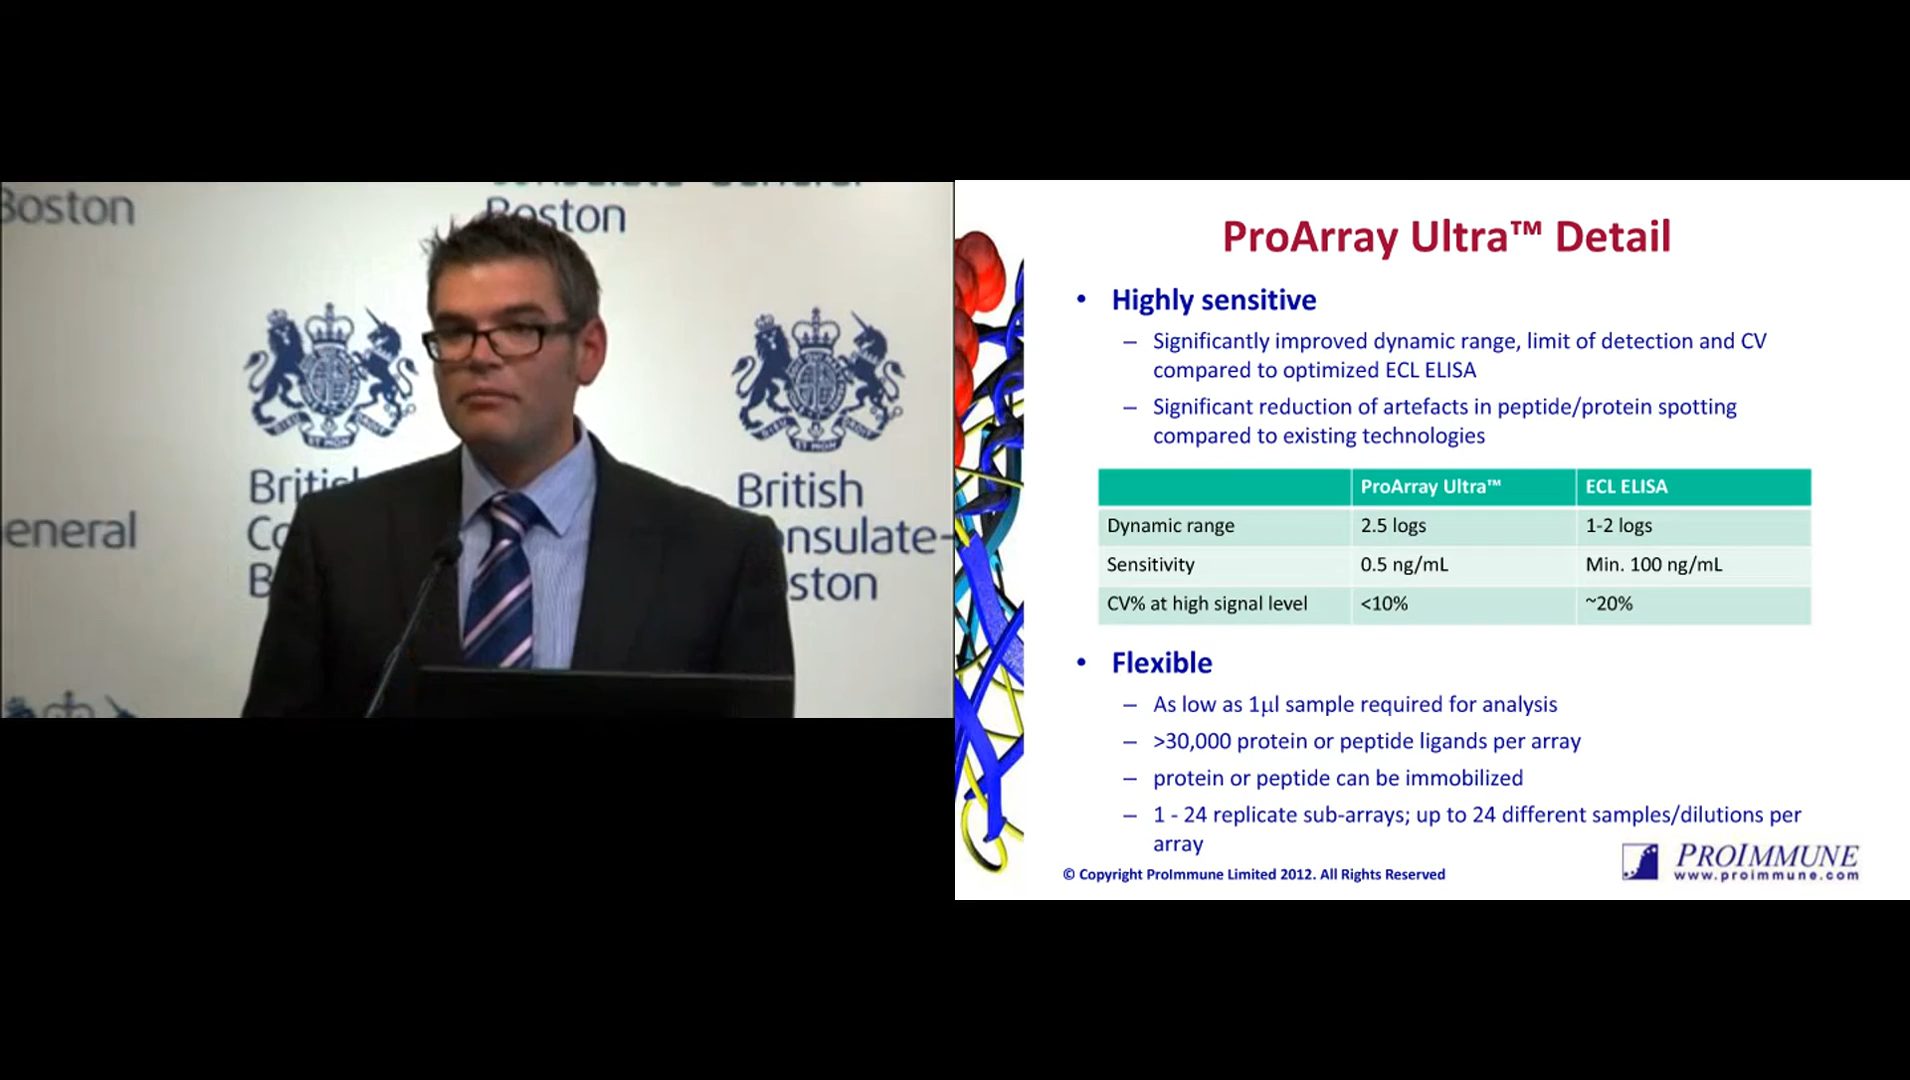 Boston
Consulate-General
Boston
British
British
Co
nsulate-
eneral
B
ston
ProArray Ultra™ Detail
• Highly sensitive
– Significantly improved dynamic range, limit of detection and CV
compared to optimized ECL ELISA
– Significant reduction of artefacts in peptide/protein spotting
compared to existing technologies
ProArray Ultra™ ECL ELISA
Dynamic range 2.5 logs 1-2 logs
Sensitivity 0.5 ng/mL Min. 100 ng/mL
CV% at high signal level <10% ~20%
• Flexible
– As low as 1µl sample required for analysis
– >30,000 protein or peptide ligands per array
– protein or peptide can be immobilized
– 1 - 24 replicate sub-arrays; up to 24 different samples/dilutions per
array
© Copyright ProImmune Limited 2012. All Rights Reserved
PROIMMUNE
www.proimmune.com